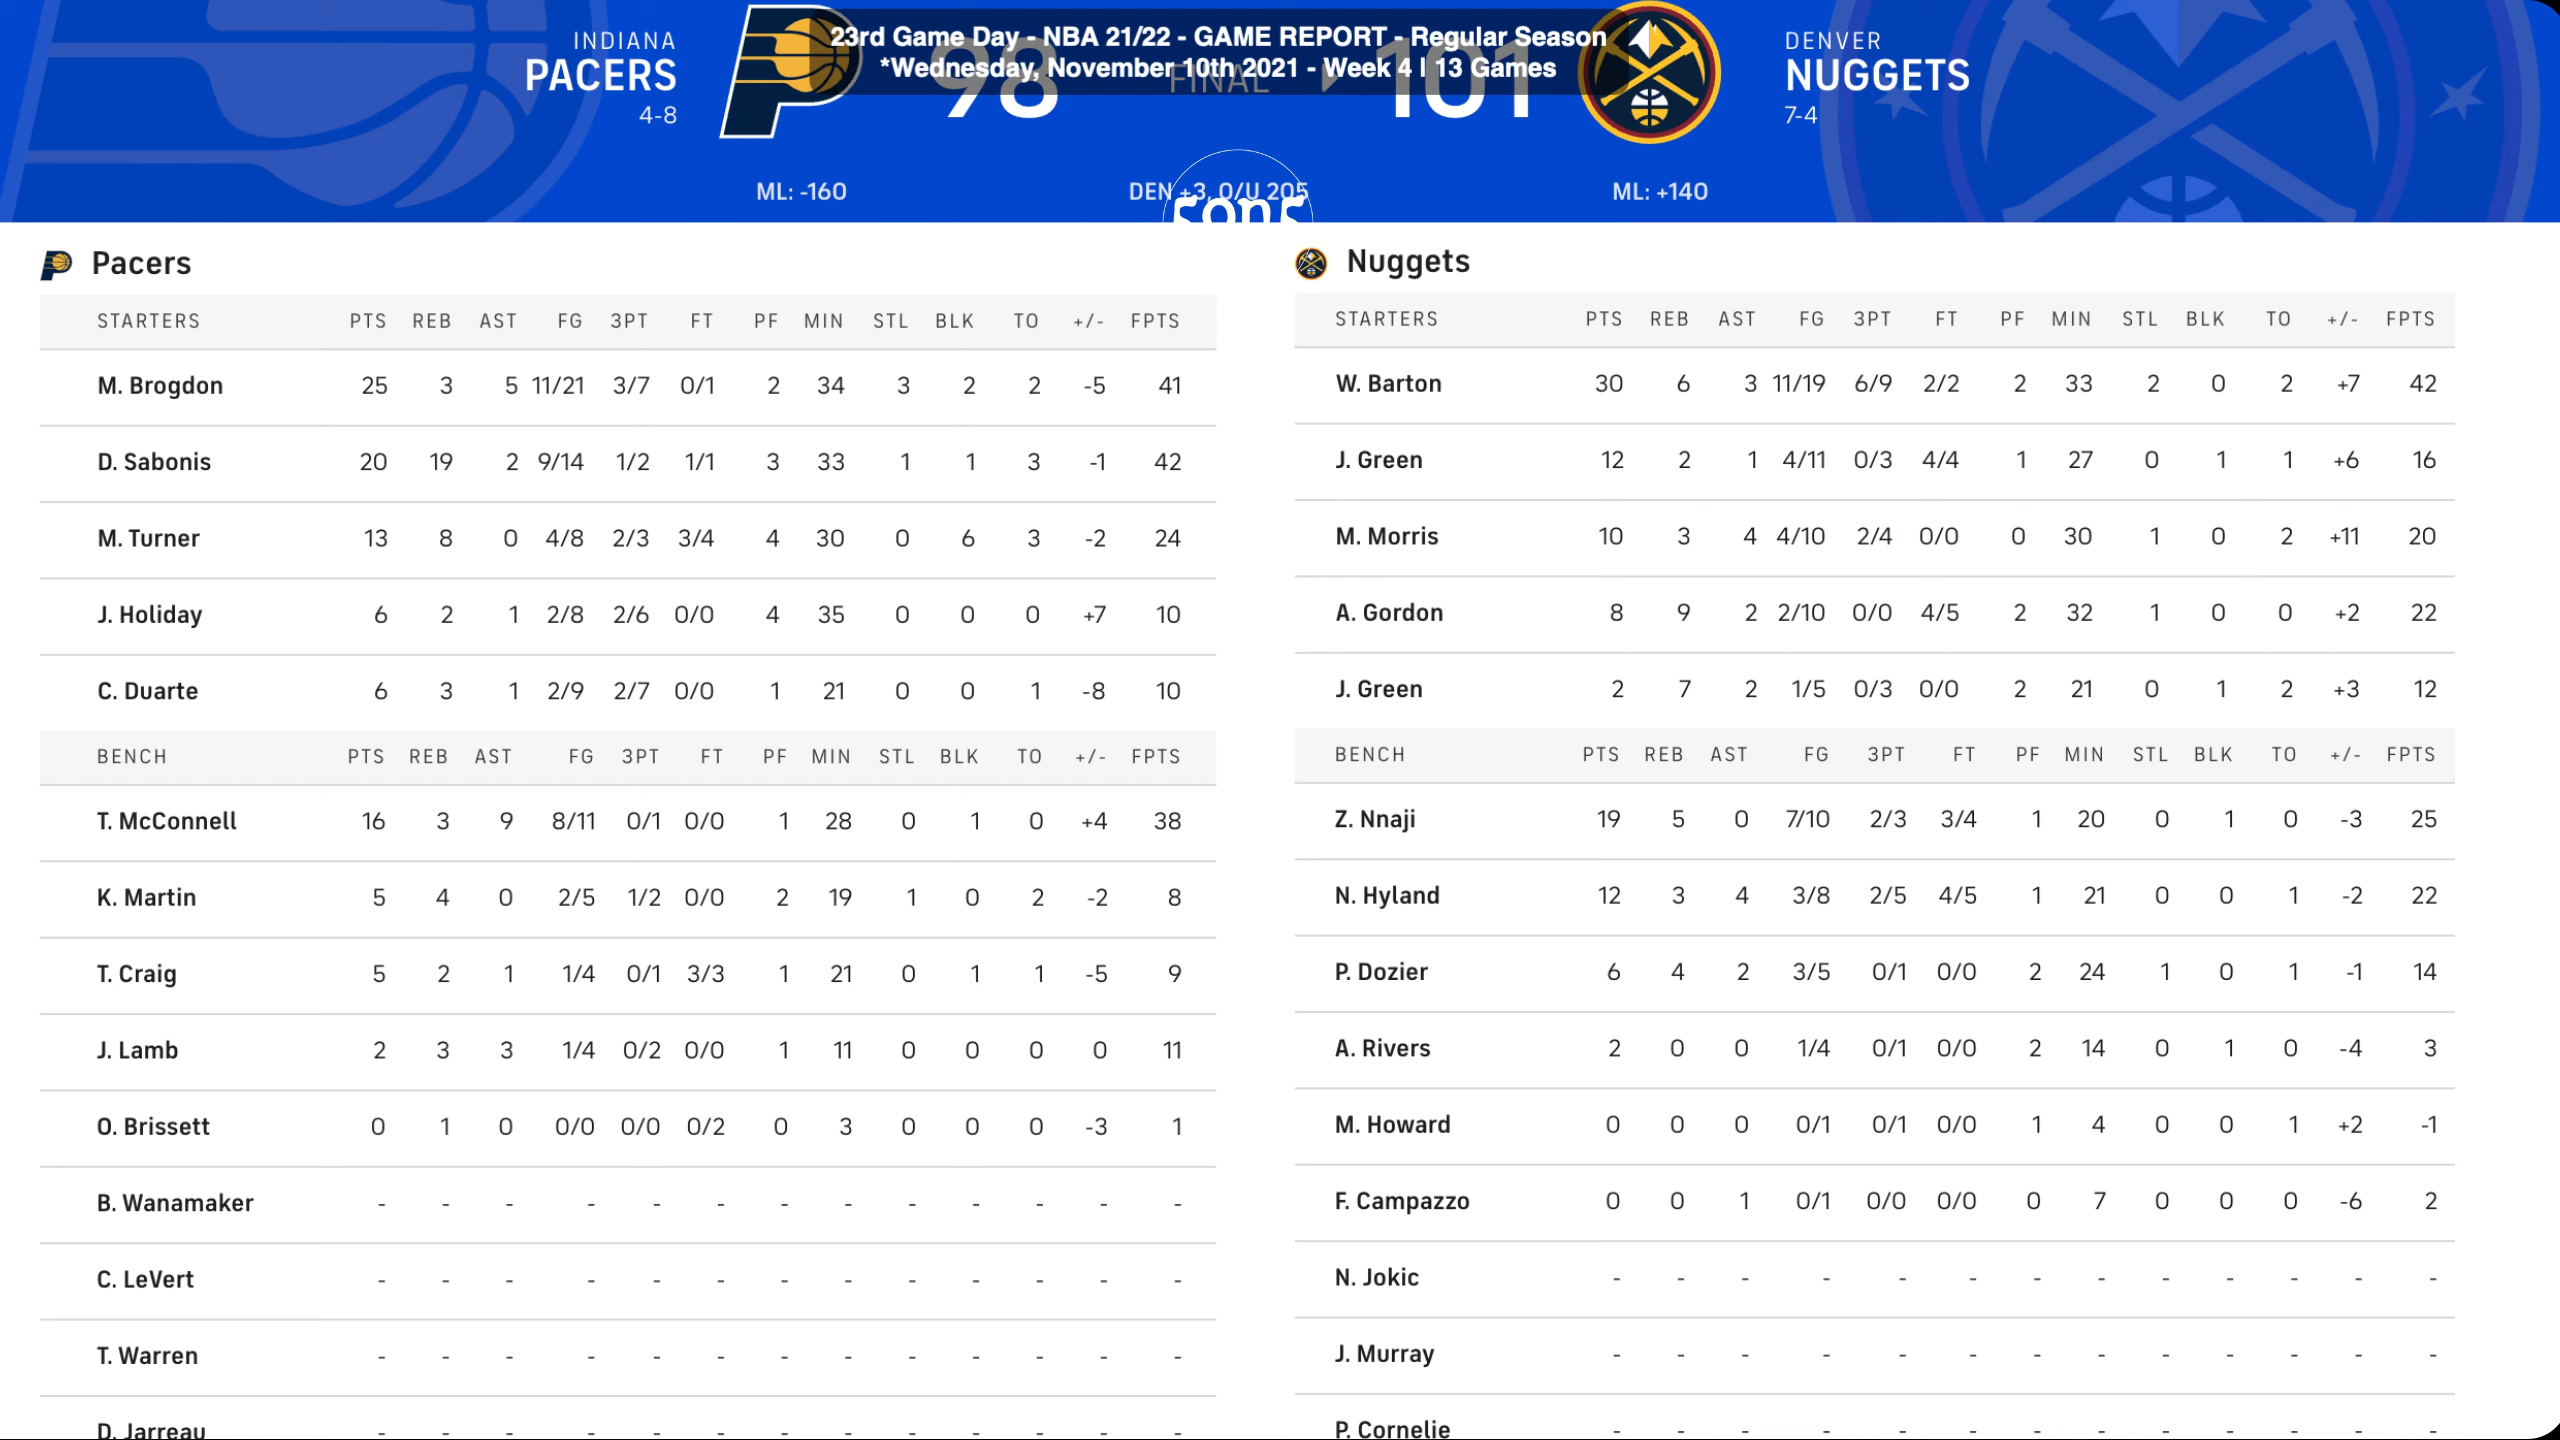 INDIANA
PACERS
4-8
23rd Game Day - NBA 21/22 - GAME REPORT - Regular Season
*Wednesday, November 10th 2021 - Week 4 | 13 Games
98 FINAL 101
DENVER
NUGGETS
7-4
ML: -160 DEN +3, O/U 205 ML: +140
Pacers
STARTERS PTS REB AST FG 3PT FT PF MIN STL BLK TO +/- FPTS
M. Brogdon 25 3 5 11/21 3/7 0/1 2 34 3 2 2 -5 41
D. Sabonis 20 19 2 9/14 1/2 1/1 3 33 1 1 3 -1 42
M. Turner 13 8 0 4/8 2/3 3/4 4 30 0 6 3 -2 24
J. Holiday 6 2 1 2/8 2/6 0/0 4 35 0 0 0 +7 10
C. Duarte 6 3 1 2/9 2/7 0/0 1 21 0 0 1 -8 10
BENCH PTS REB AST FG 3PT FT PF MIN STL BLK TO +/- FPTS
T. McConnell 16 3 9 8/11 0/1 0/0 1 28 0 1 0 +4 38
K. Martin 5 4 0 2/5 1/2 0/0 2 19 1 0 2 -2 8
T. Craig 5 2 1 1/4 0/1 3/3 1 21 0 1 1 -5 9
J. Lamb 2 3 3 1/4 0/2 0/0 1 11 0 0 0 0 11
O. Brissett 0 1 0 0/0 0/0 0/2 0 3 0 0 0 -3 1
B. Wanamaker - - - - - - - - - - - - -
C. LeVert - - - - - - - - - - - - -
T. Warren - - - - - - - - - - - - -
D. Jarreau - - - - - - - - - - - - -
Nuggets
STARTERS PTS REB AST FG 3PT FT PF MIN STL BLK TO +/- FPTS
W. Barton 30 6 3 11/19 6/9 2/2 2 33 2 0 2 +7 42
J. Green 12 2 1 4/11 0/3 4/4 1 27 0 1 1 +6 16
M. Morris 10 3 4 4/10 2/4 0/0 0 30 1 0 2 +11 20
A. Gordon 8 9 2 2/10 0/0 4/5 2 32 1 0 0 +2 22
J. Green 2 7 2 1/5 0/3 0/0 2 21 0 1 2 +3 12
BENCH PTS REB AST FG 3PT FT PF MIN STL BLK TO +/- FPTS
Z. Nnaji 19 5 0 7/10 2/3 3/4 1 20 0 1 0 -3 25
N. Hyland 12 3 4 3/8 2/5 4/5 1 21 0 0 1 -2 22
P. Dozier 6 4 2 3/5 0/1 0/0 2 24 1 0 1 -1 14
A. Rivers 2 0 0 1/4 0/1 0/0 2 14 0 1 0 -4 3
M. Howard 0 0 0 0/1 0/1 0/0 1 4 0 0 1 +2 -1
F. Campazzo 0 0 1 0/1 0/0 0/0 0 7 0 0 0 -6 2
N. Jokic - - - - - - - - - - - - -
J. Murray - - - - - - - - - - - - -
P. Cornelie - - - - - - - - - - - - -